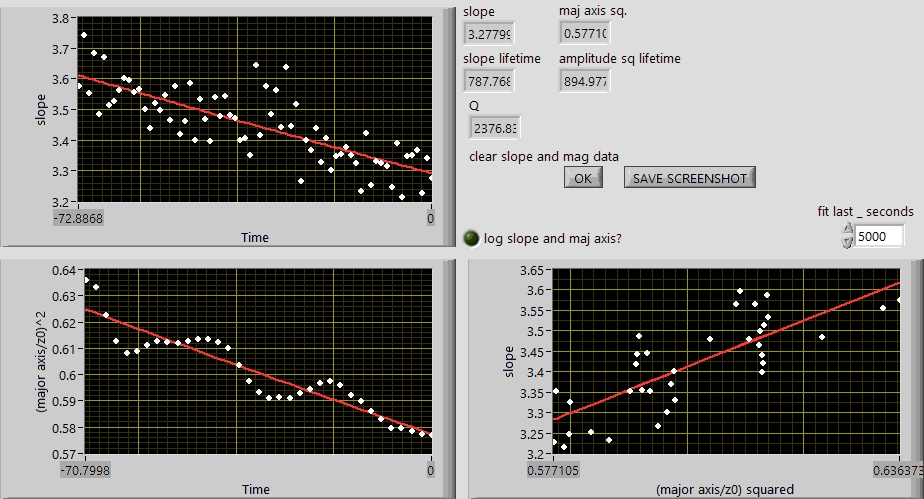 3.8
3.7
3.6
3.5
3.4
3.3
3.2
slope
-72.8868
0
Time
slope
3.27799
maj axis sq.
0.57710
slope lifetime
787.768
amplitude sq lifetime
894.977
Q
2376.83
clear slope and mag data
OK
SAVE SCREENSHOT
fit last _ seconds
log slope and maj axis?
5000
0.64
0.63
0.62
0.61
0.6
0.59
0.58
0.57
(major axis/z0)^2
-70.7998
0
Time
3.65
3.6
3.55
3.5
3.45
3.4
3.35
3.3
3.25
3.2
slope
0.577105
0.636373
(major axis/z0) squared